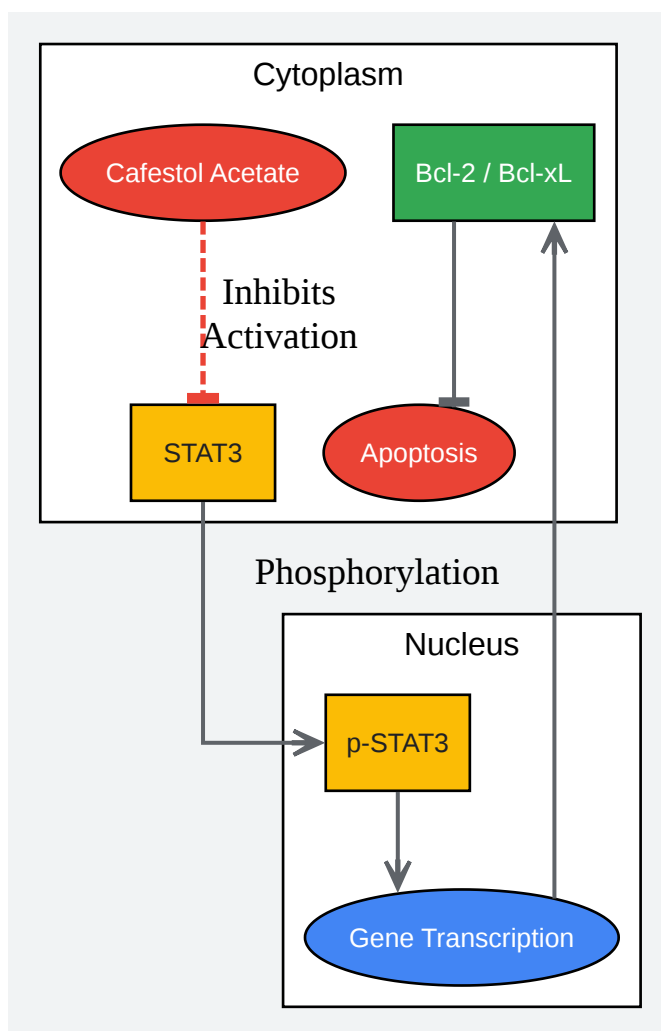 Cytoplasm
Cafestol Acetate
Bcl-2 / Bcl-xL
Inhibits
Activation
STAT3
Apoptosis
Phosphorylation
Nucleus
p-STAT3
Gene Transcription